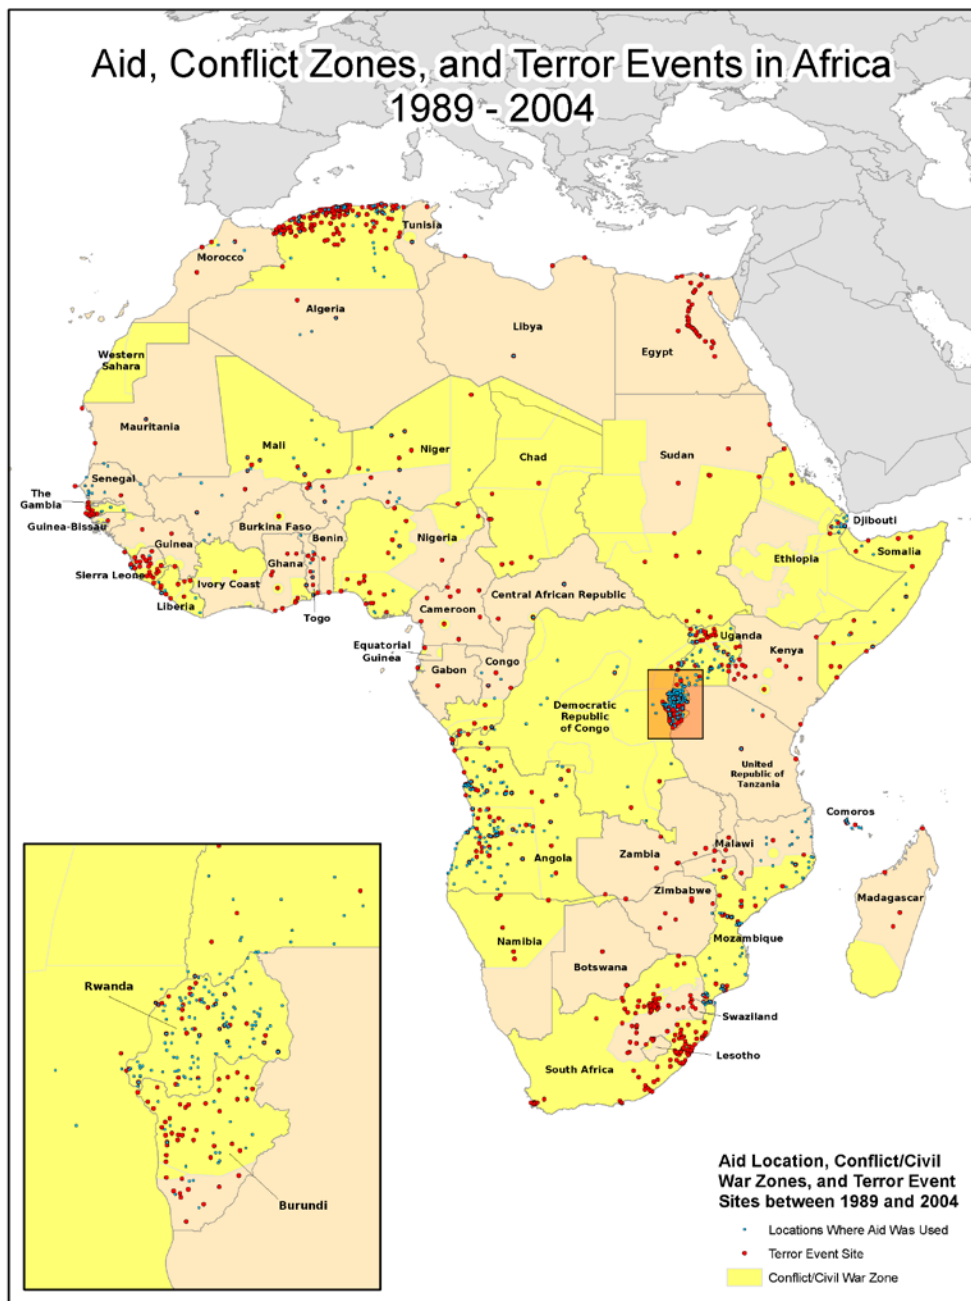 Aid, Conflict Zones, and Terror Events in Africa
1989 - 2004
Tunisia
Morocco
Algeria
Libya
Egypt
Western
Sahara
Mauritania
Mali
Niger
Chad
Sudan
Senegal
The
Gambia
Guinea-Bissau
Burkina Faso
Benin
Nigeria
Djibouti
Guinea
Ghana
Ethiopia
Somalia
Sierra Leone
Ivory Coast
Liberia
Togo
Cameroon
Central African Republic
Equatorial
Guinea
Uganda
Kenya
Gabon
Congo
Democratic
Republic
of Congo
United
Republic of
Tanzania
Comoros
Angola
Zambia
Malawi
Zimbabwe
Madagascar
Namibia
Mozambique
Botswana
Swaziland
Lesotho
South Africa
Rwanda
Burundi
Aid Location, Conflict/Civil
War Zones, and Terror Event
Sites between 1989 and 2004
Locations Where Aid Was Used
Terror Event Site
Conflict/Civil War Zone